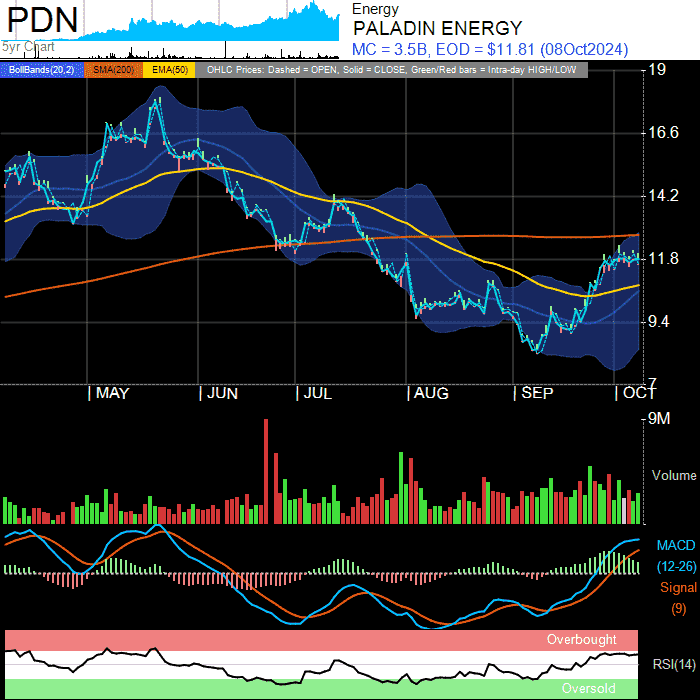 PDN
5yr Chart
Energy
PALADIN ENERGY
MC = 3.5B, EOD = $11.81 (08Oct2024)
BollBands(20,2) SMA(200) EMA(50) OHLC Prices: Dashed = OPEN, Solid = CLOSE, Green/Red bars = Intra-day HIGH/LOW
19
16.6
14.2
11.8
9.4
7
| MAY | JUN | JUL | AUG | SEP | OCT
9M
Volume
MACD
(12-26)
Signal
(9)
Overbought
RSI(14)
Oversold